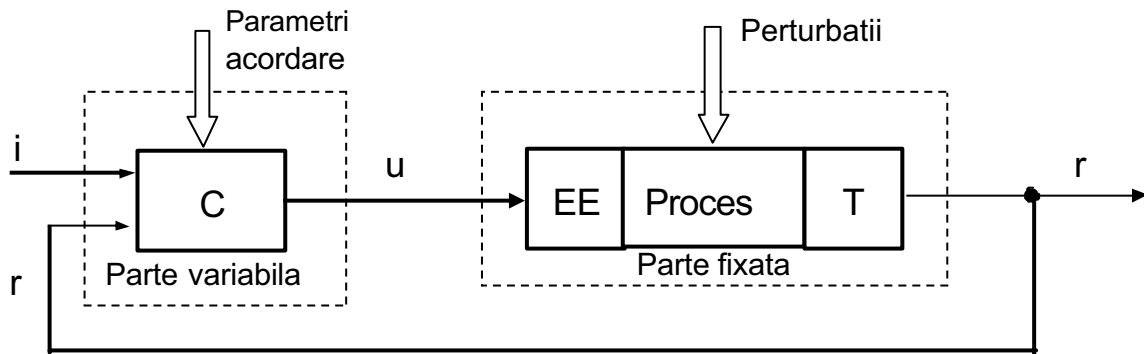 Parametri
acordare
Perturbatii
i
C
u
EE
Proces
T
r
Parte variabila
Parte fixata
r